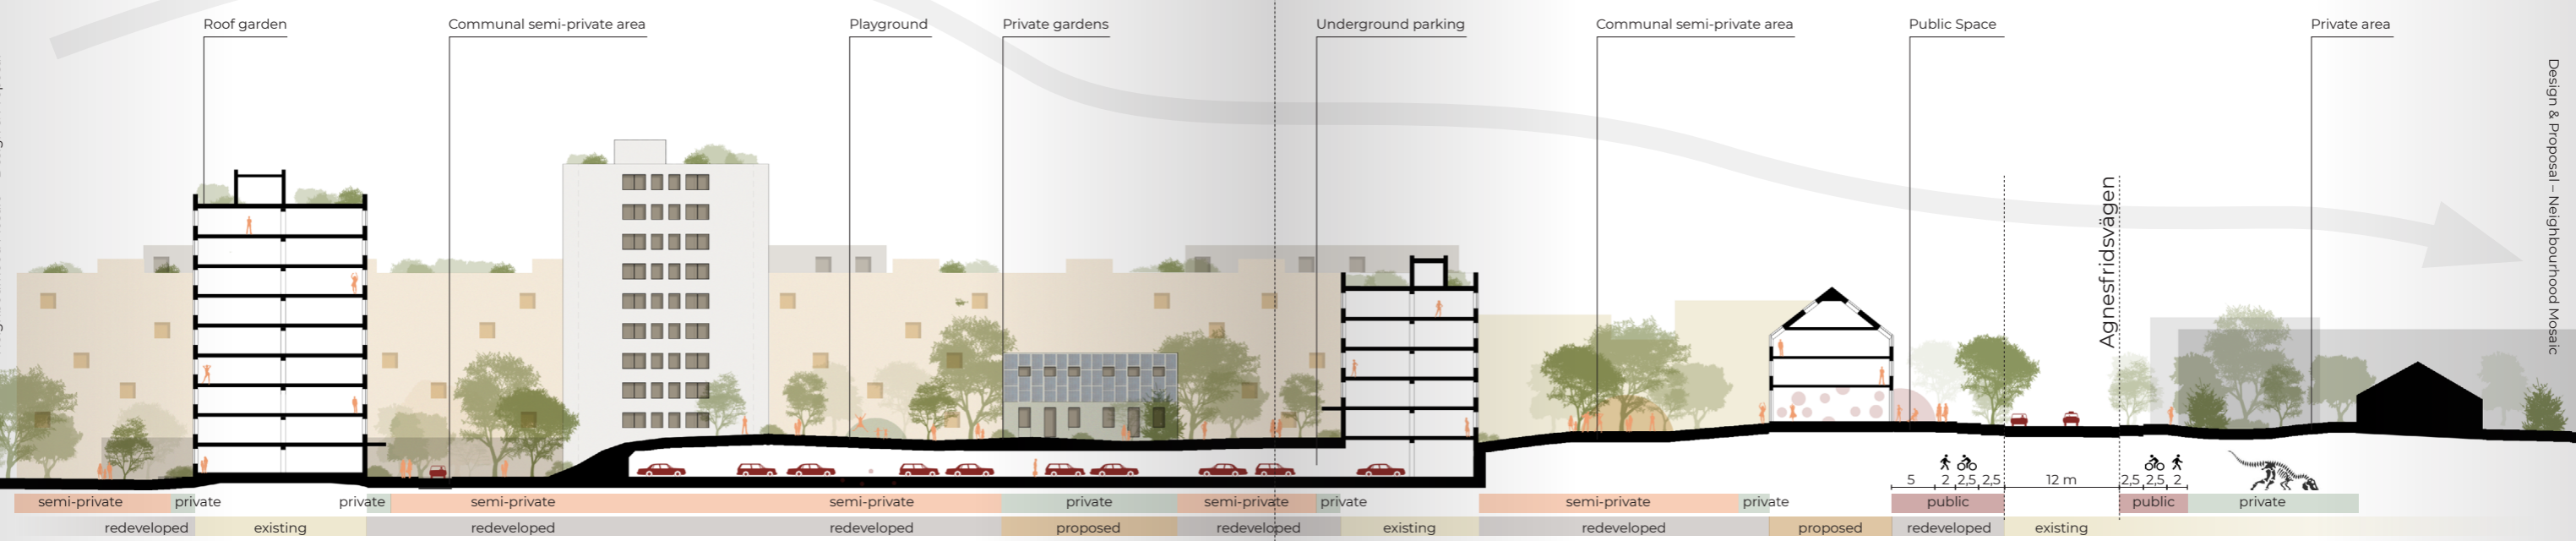 Roof garden
Communal semi-private area
Playground
Private gardens
Underground parking
Communal semi-private area
Public Space
Private area
Design & Proposal – Neighbourhood Mosaic
Agnesfridsvägen
5 2 2,5 2,5 12 m 2,5 2,5 2
semi-private private private semi-private semi-private private semi-private private semi-private private public public private
redeveloped existing redeveloped redeveloped proposed redeveloped existing redeveloped proposed redeveloped existing